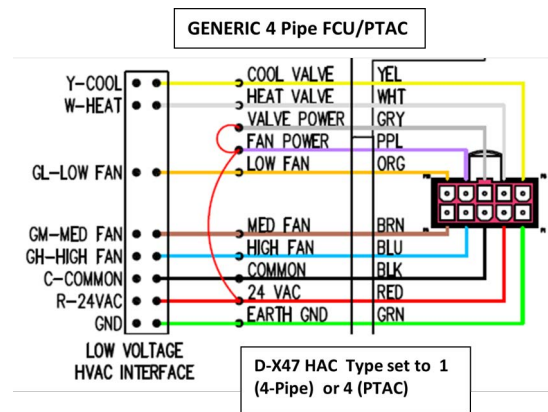 GENERIC 4 Pipe FCU/PTAC
Y-COOL COOL VALVE YEL
W-HEAT HEAT VALVE WHT
VALVE POWER GRY
FAN POWER PPL
GL-LOW FAN LOW FAN ORG
GM-MED FAN MED FAN BRN
GH-HIGH FAN HIGH FAN BLU
C-COMMON COMMON BLK
R-24VAC 24 VAC RED
GND EARTH GND GRN
LOW VOLTAGE
HVAC INTERFACE
D-X47 HAC Type set to 1
(4-Pipe) or 4 (PTAC)